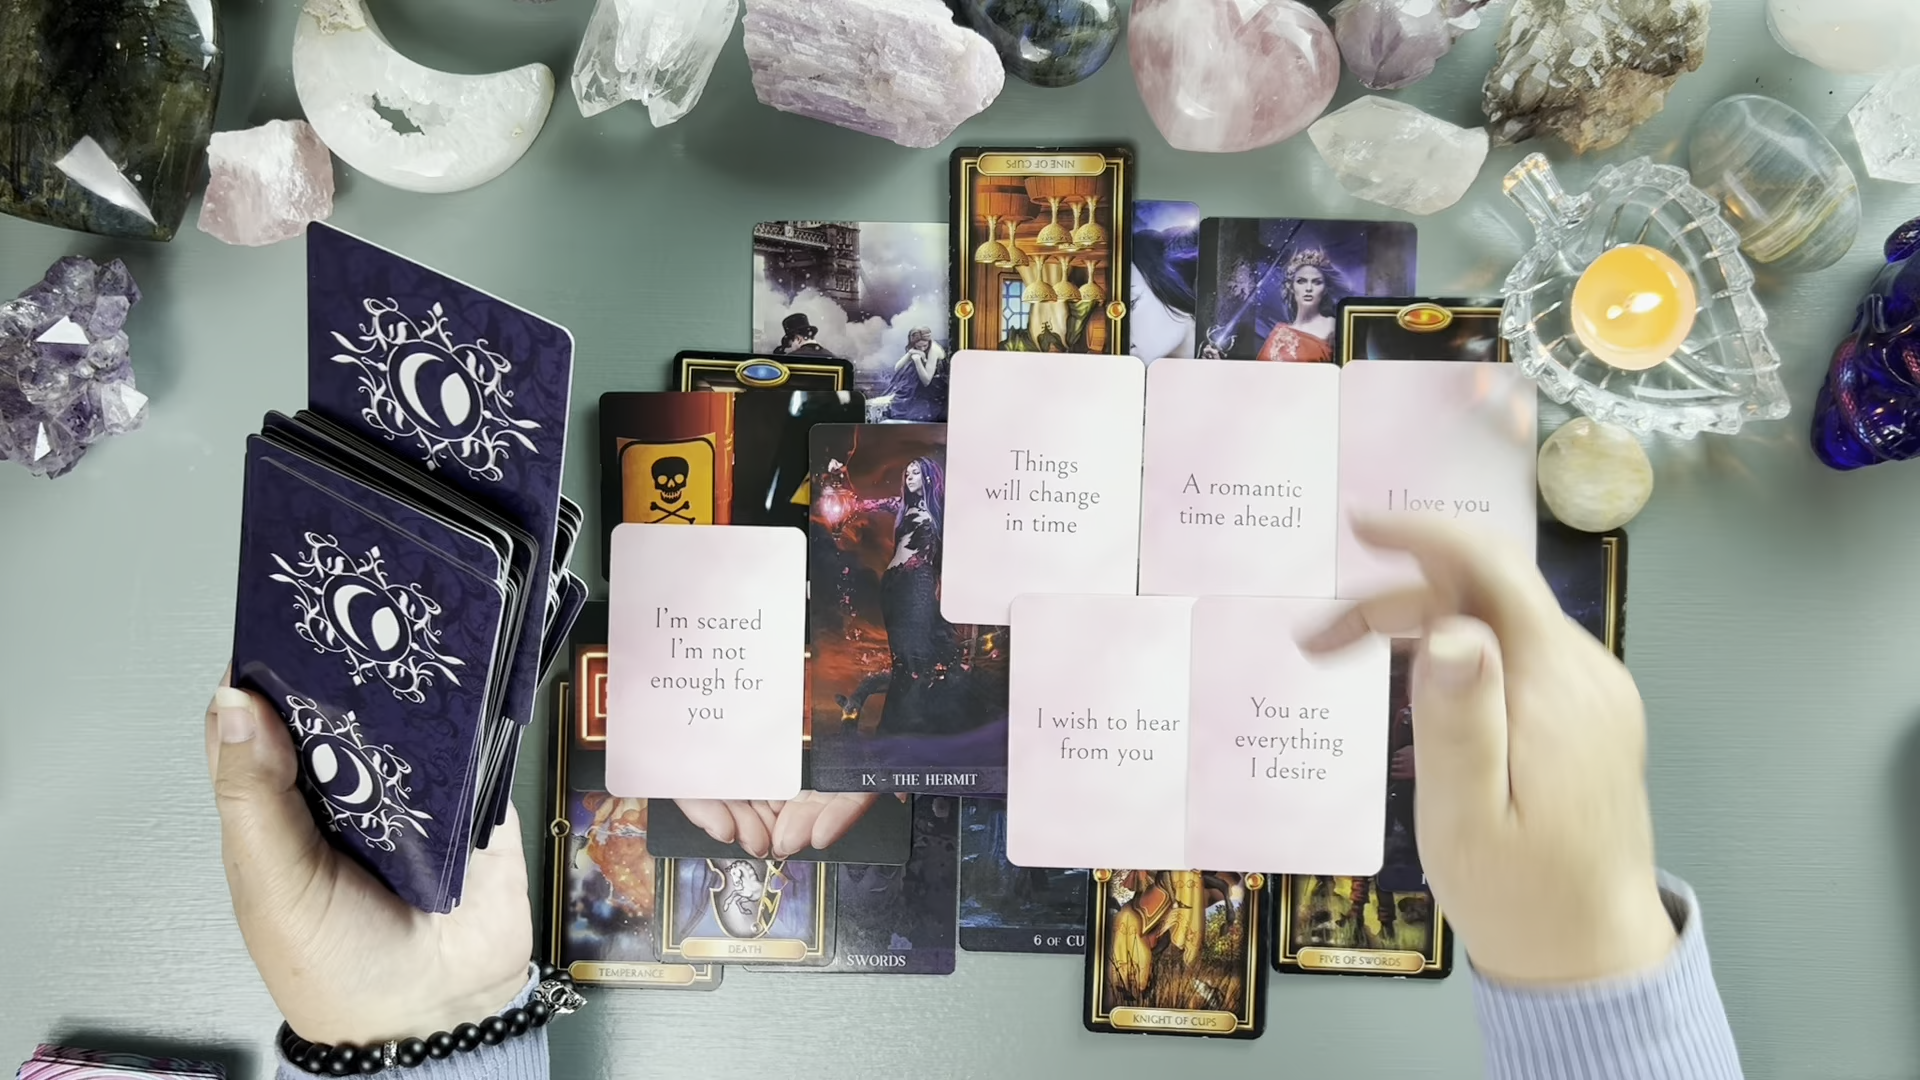 NINE OF CUPS
Things
will change
in time
A romantic
time ahead!
I love you
I'm scared
I'm not
enough for
you
I wish to hear
from you
You are
everything
I desire
IX - THE HERMIT
DEATH
TEMPERANCE
SWORDS
6 OF CU
FIVE OF SWORDS
KNIGHT OF CUPS